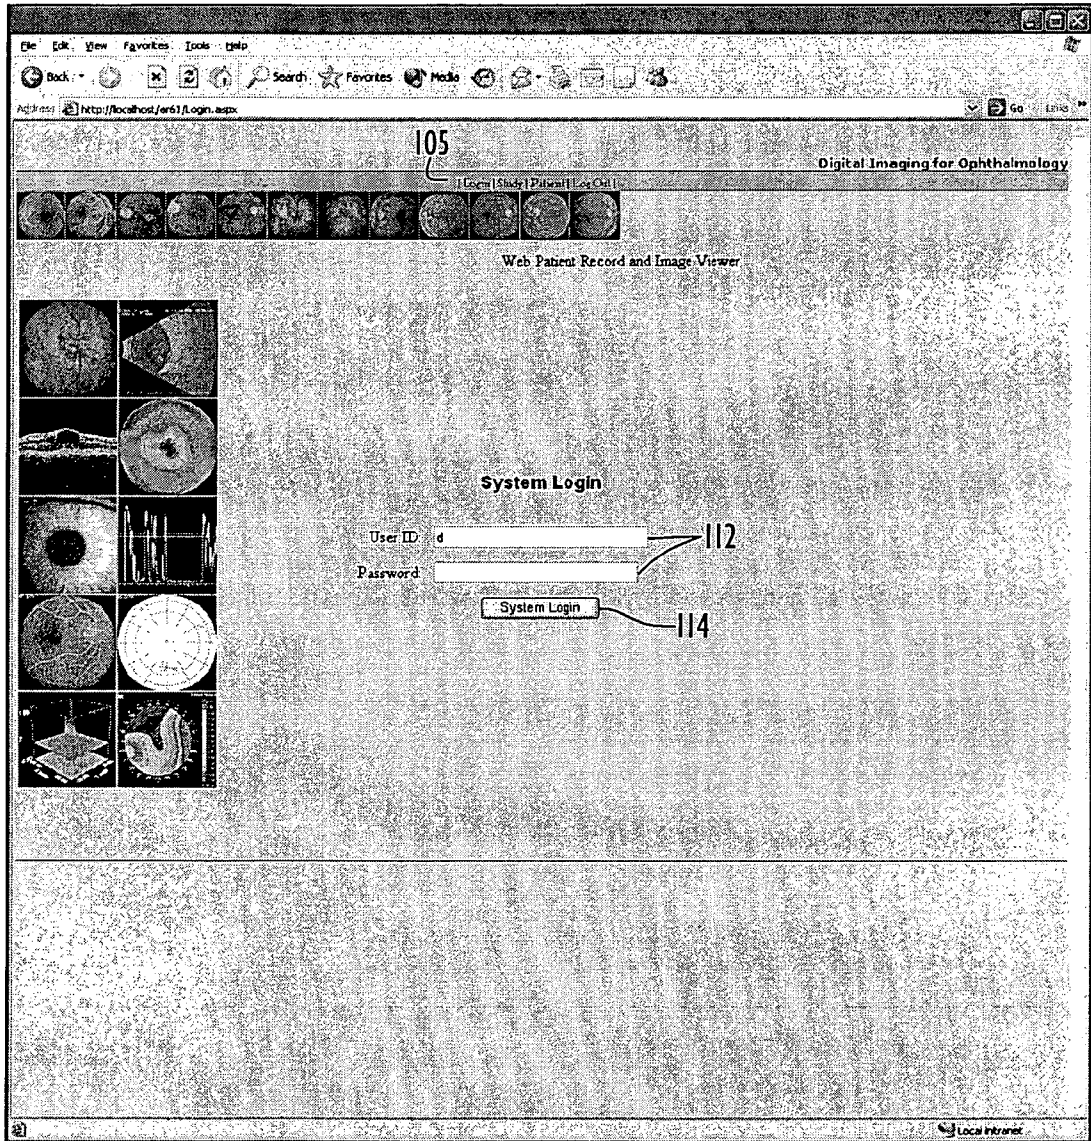 File Edit View Favorites Tools Help
Back Search Favorites Media
Address http://localhost/er61/Login.aspx Go Links »
105
Digital Imaging for Ophthalmology
| Login | Study | Patient | Log Out |
Web Patient Record and Image Viewer
System Login
User ID d
112
Password
System Login
114
Local intranet